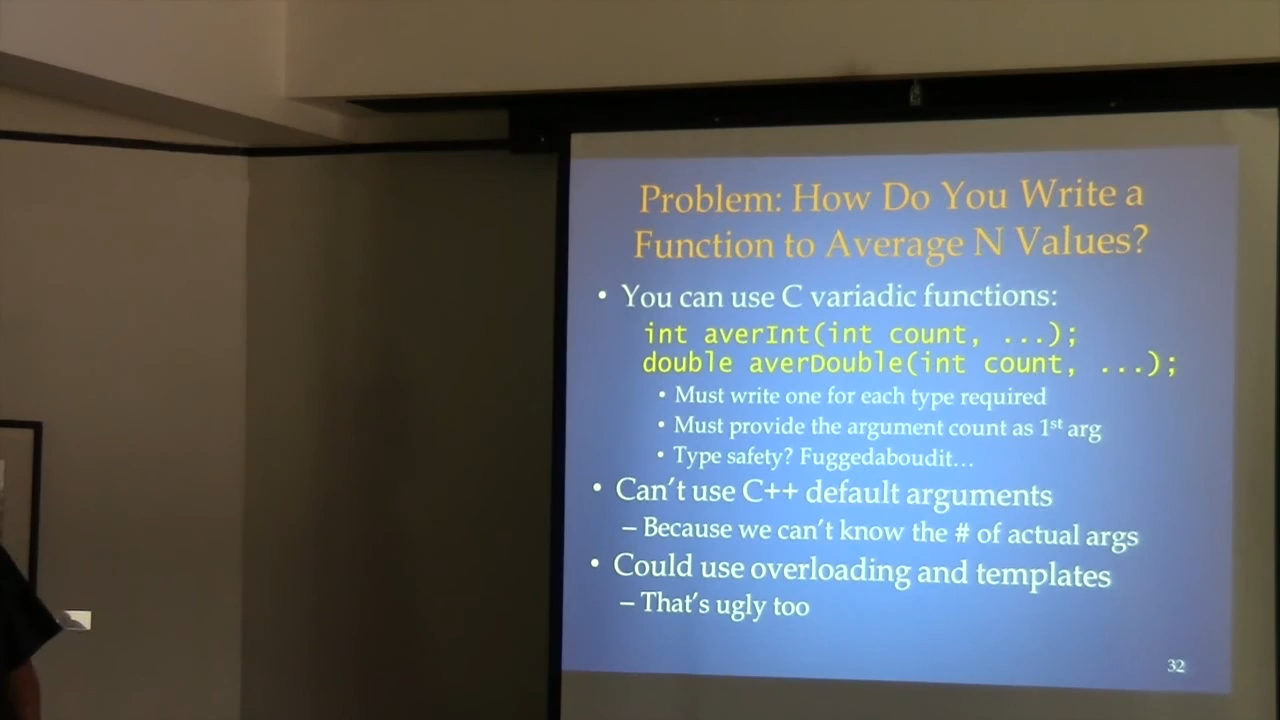 Problem: How Do You Write a
Function to Average N Values?
• You can use C variadic functions:
int averInt(int count, ...);
double averDouble(int count, ...);
• Must write one for each type required
• Must provide the argument count as 1st arg
• Type safety? Fuggedaboudit…
• Can't use C++ default arguments
– Because we can't know the # of actual args
• Could use overloading and templates
– That's ugly too
32